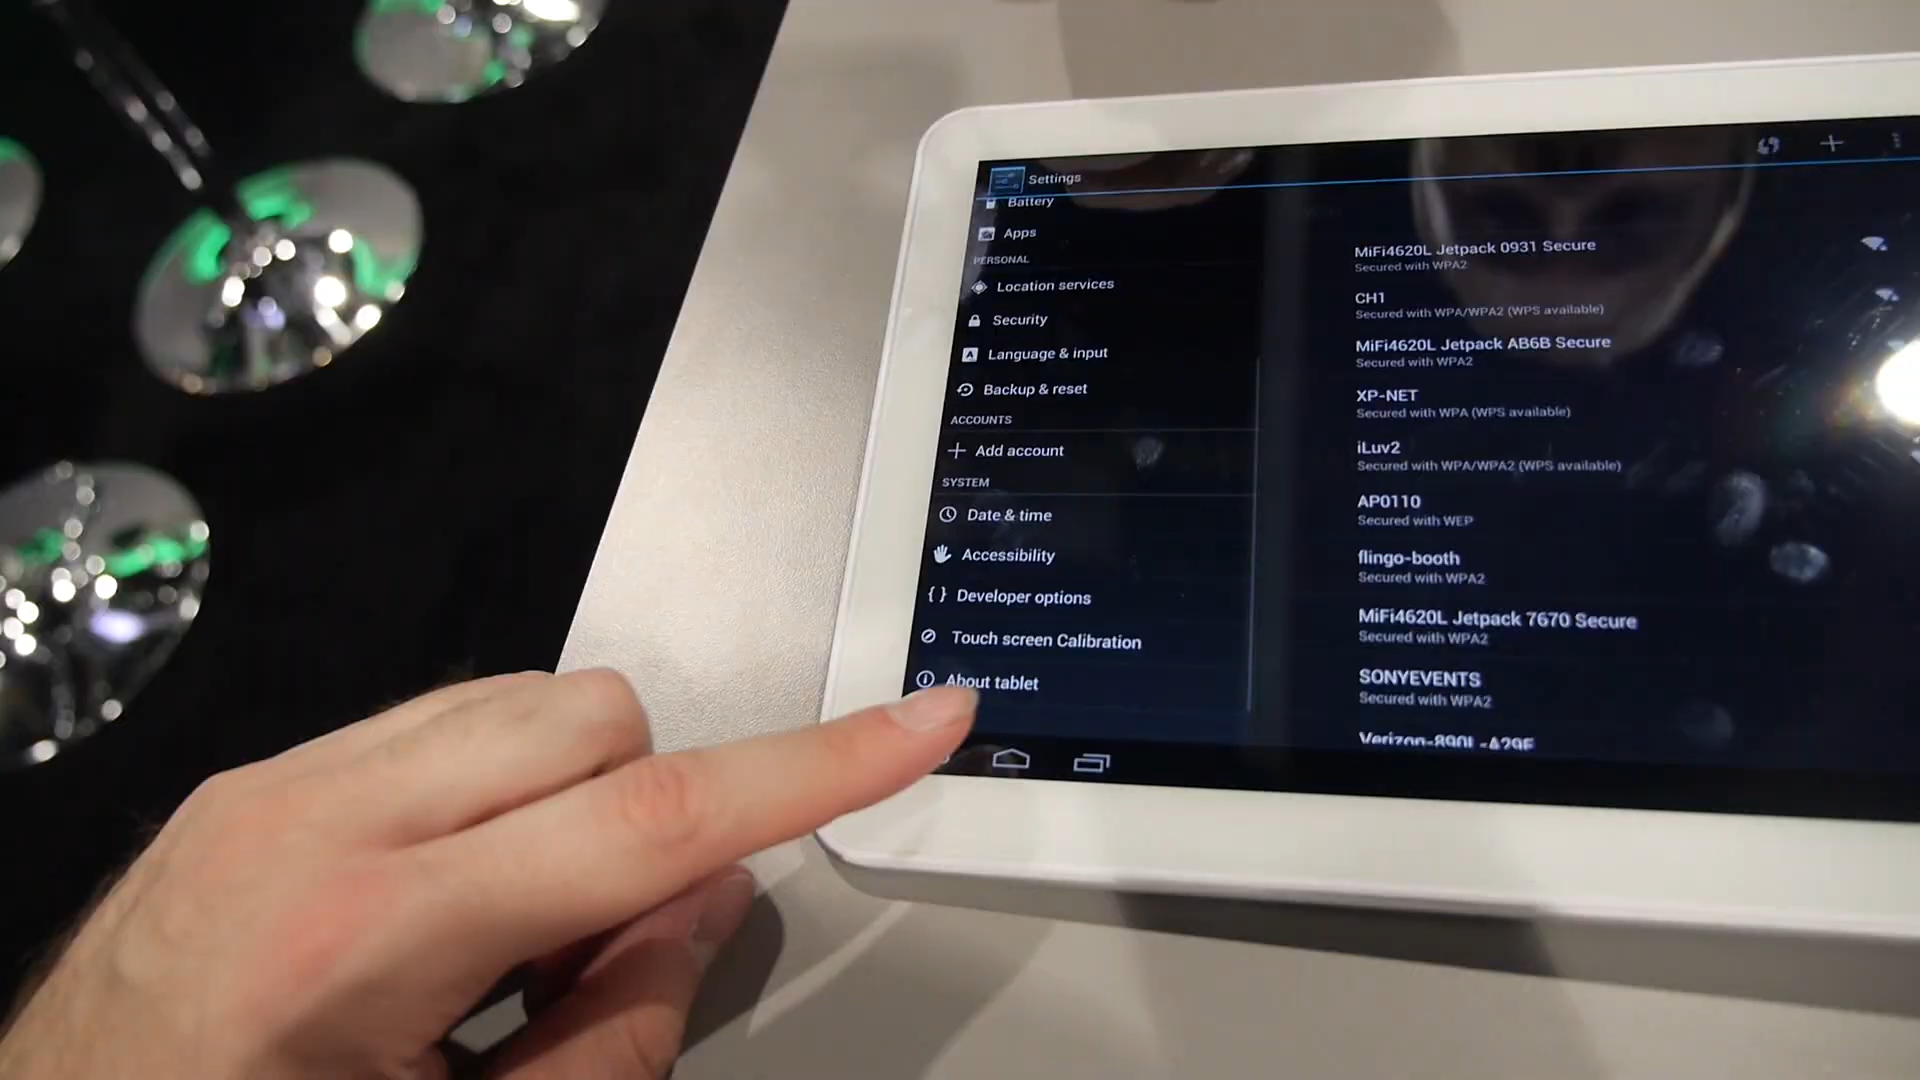 Settings
Battery
Apps
PERSONAL
Location services
Security
Language & input
Backup & reset
ACCOUNTS
Add account
SYSTEM
Date & time
Accessibility
{ } Developer options
Touch screen Calibration
About tablet
MiFi4620L Jetpack 0931 Secure
Secured with WPA2
CH1
Secured with WPA/WPA2 (WPS available)
MiFi4620L Jetpack AB6B Secure
Secured with WPA2
XP-NET
Secured with WPA (WPS available)
iLuv2
Secured with WPA/WPA2 (WPS available)
AP0110
Secured with WEP
flingo-booth
Secured with WPA2
MiFi4620L Jetpack 7670 Secure
Secured with WPA2
SONYEVENTS
Secured with WPA2
Verizon-890L-A29F